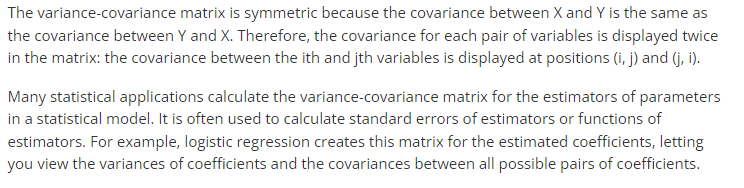 The variance-covariance matrix is symmetric because the covariance between X and Y is the same as
the covariance between Y and X. Therefore, the covariance for each pair of variables is displayed twice
in the matrix: the covariance between the ith and jth variables is displayed at positions (i, j) and (j, i).
Many statistical applications calculate the variance-covariance matrix for the estimators of parameters
in a statistical model. It is often used to calculate standard errors of estimators or functions of
estimators. For example, logistic regression creates this matrix for the estimated coefficients, letting
you view the variances of coefficients and the covariances between all possible pairs of coefficients.